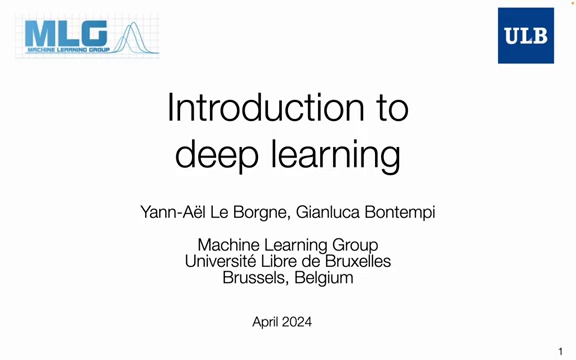 MLG
MACHINE LEARNING GROUP
ULB
Introduction to
deep learning
Yann-Aël Le Borgne, Gianluca Bontempi
Machine Learning Group
Université Libre de Bruxelles
Brussels, Belgium
April 2024
1